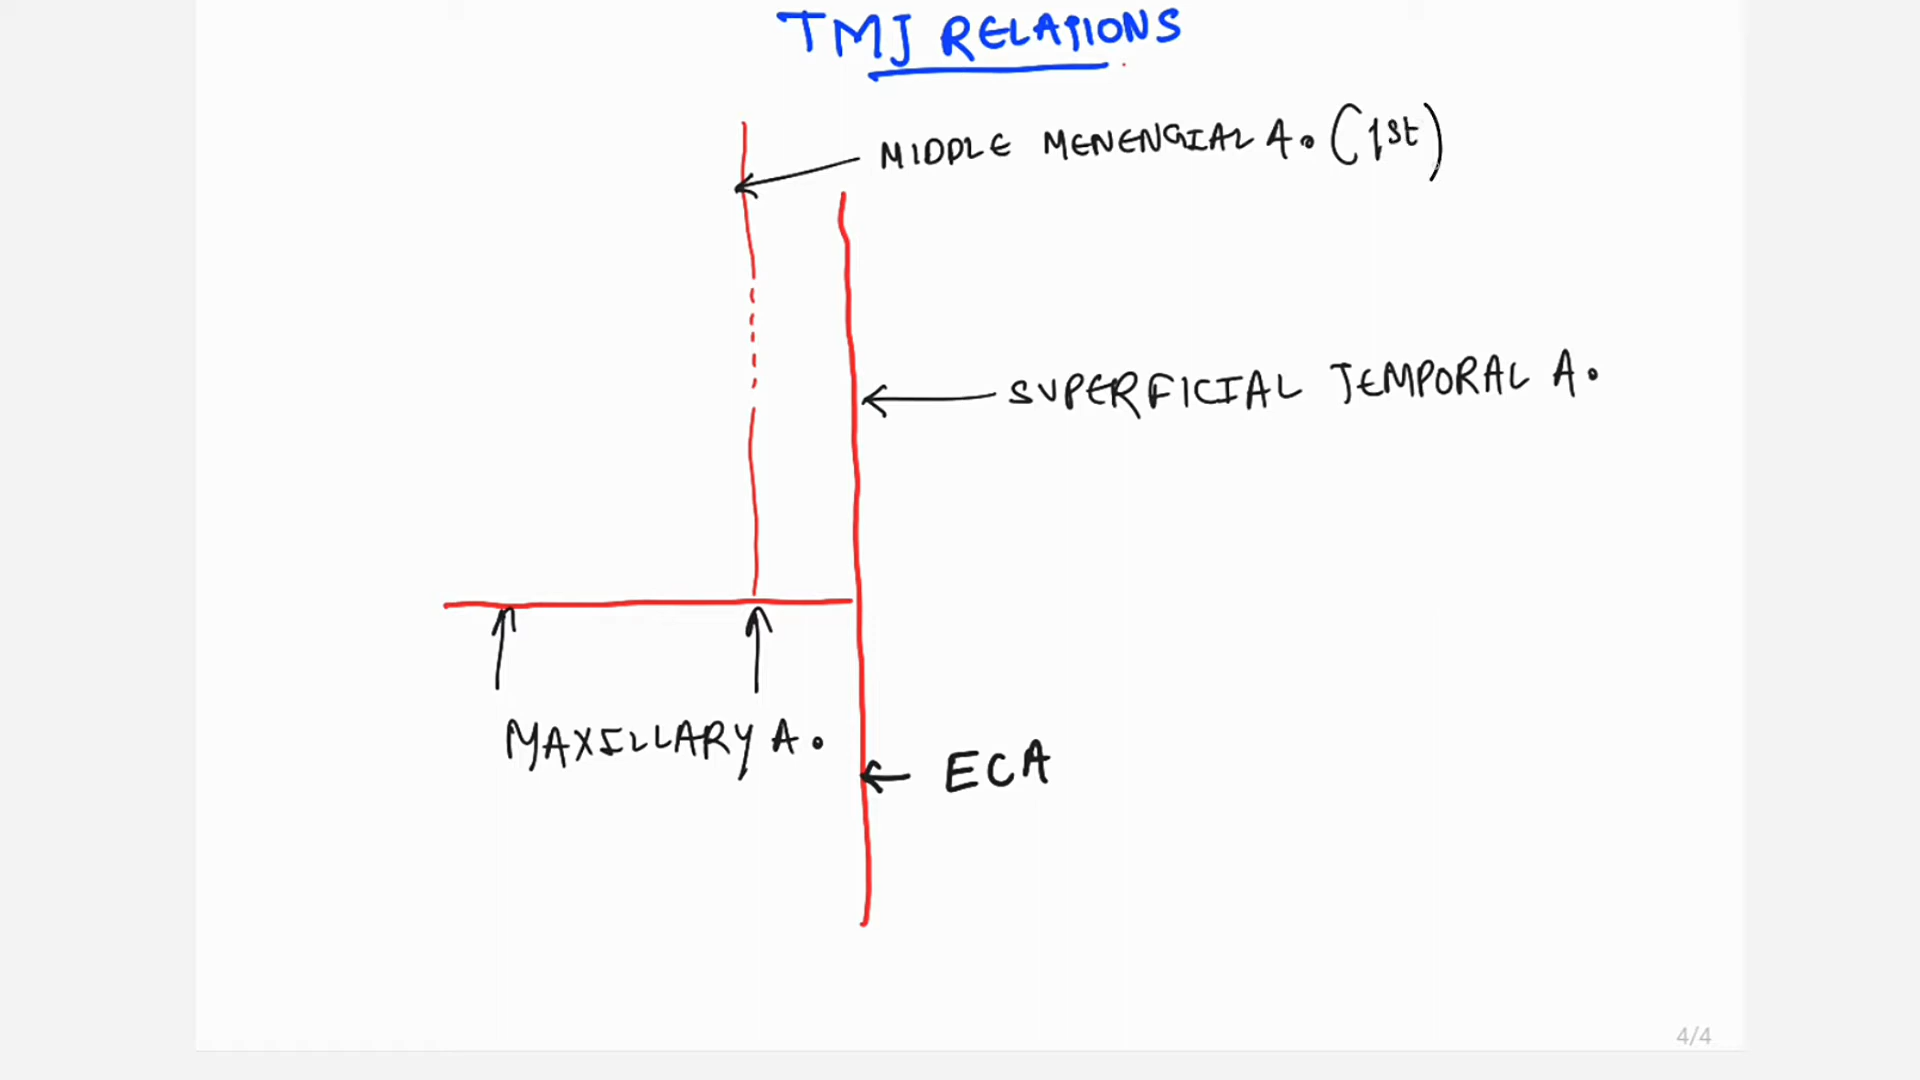 TMJ RELATIONS
MIDDLE MENENGIAL A. (1st)
SUPERFICIAL TEMPORAL A.
MAXILLARY A.
ECA
4/4